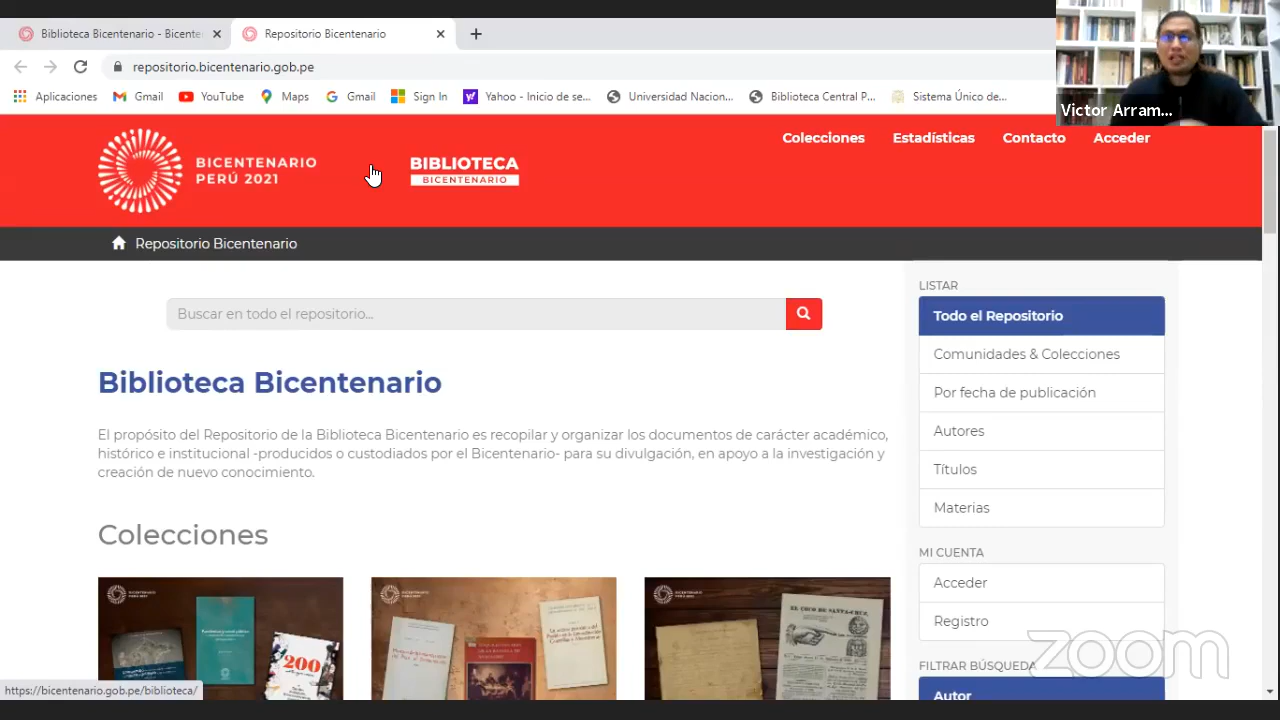 Biblioteca Bicentenario - Bicente
Repositorio Bicentenario
repositorio.bicentenario.gob.pe
Aplicaciones
Gmail
YouTube
Maps
Gmail
Sign In
Yahoo - Inicio de se...
Universidad Nacion...
Biblioteca Central P...
Sistema Único de...
Victor Arram...
BICENTENARIO
PERÚ 2021
BIBLIOTECA
BICENTENARIO
Colecciones
Estadísticas
Contacto
Acceder
Repositorio Bicentenario
Buscar en todo el repositorio...
Biblioteca Bicentenario
El propósito del Repositorio de la Biblioteca Bicentenario es recopilar y organizar los documentos de carácter académico,
histórico e institucional -producidos o custodiados por el Bicentenario- para su divulgación, en apoyo a la investigación y
creación de nuevo conocimiento.
Colecciones
200
EL ECO DE SANTA-CRUZ
LISTAR
Todo el Repositorio
Comunidades & Colecciones
Por fecha de publicación
Autores
Títulos
Materias
MI CUENTA
Acceder
Registro
FILTRAR BÚSQUEDA
Autor
zoom
https://bicentenario.gob.pe/biblioteca/